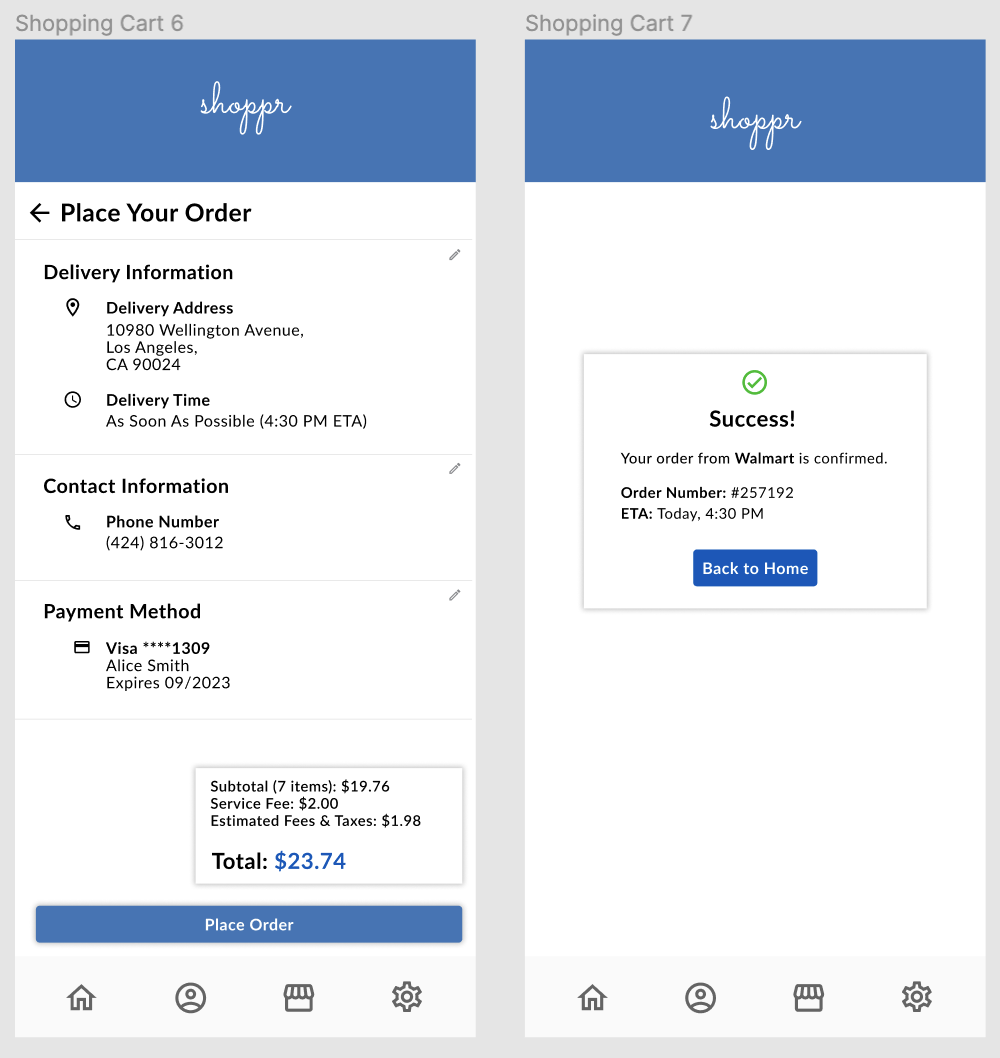 Shopping Cart 6
shoppr
Place Your Order
Delivery Information
Delivery Address
10980 Wellington Avenue,
Los Angeles,
CA 90024
Delivery Time
As Soon As Possible (4:30 PM ETA)
Contact Information
Phone Number
(424) 816-3012
Payment Method
Visa ****1309
Alice Smith
Expires 09/2023
Subtotal (7 items): $19.76
Service Fee: $2.00
Estimated Fees & Taxes: $1.98
Total: $23.74
Place Order
Shopping Cart 7
shoppr
Success!
Your order from Walmart is confirmed.
Order Number: #257192
ETA: Today, 4:30 PM
Back to Home